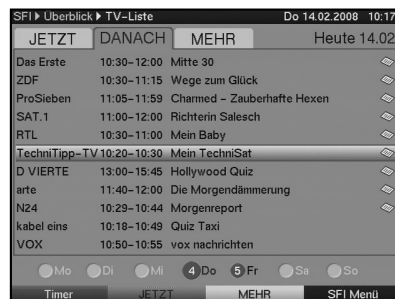 SFI ▶ Überblick ▶ TV-Liste Do 14.02.2008 10:17
JETZT DANACH MEHR Heute 14.02
Das Erste 10:30-12:00 Mitte 30
ZDF 10:30-11:15 Wege zum Glück
ProSieben 11:05-11:59 Charmed - Zauberhafte Hexen
SAT.1 11:00-12:00 Richterin Salesch
RTL 10:30-11:00 Mein Baby
TechniTipp-TV 10:20-10:30 Mein TechniSat
D VIERTE 13:00-15:45 Hollywood Quiz
arte 11:40-12:00 Die Morgendämmerung
N24 10:29-10:44 Morgenreport
kabel eins 10:18-10:49 Quiz Taxi
VOX 10:50-10:55 vox nachrichten
Mo Di Mi 4 Do 5 Fr Sa So
Timer JETZT MEHR SFI Menü